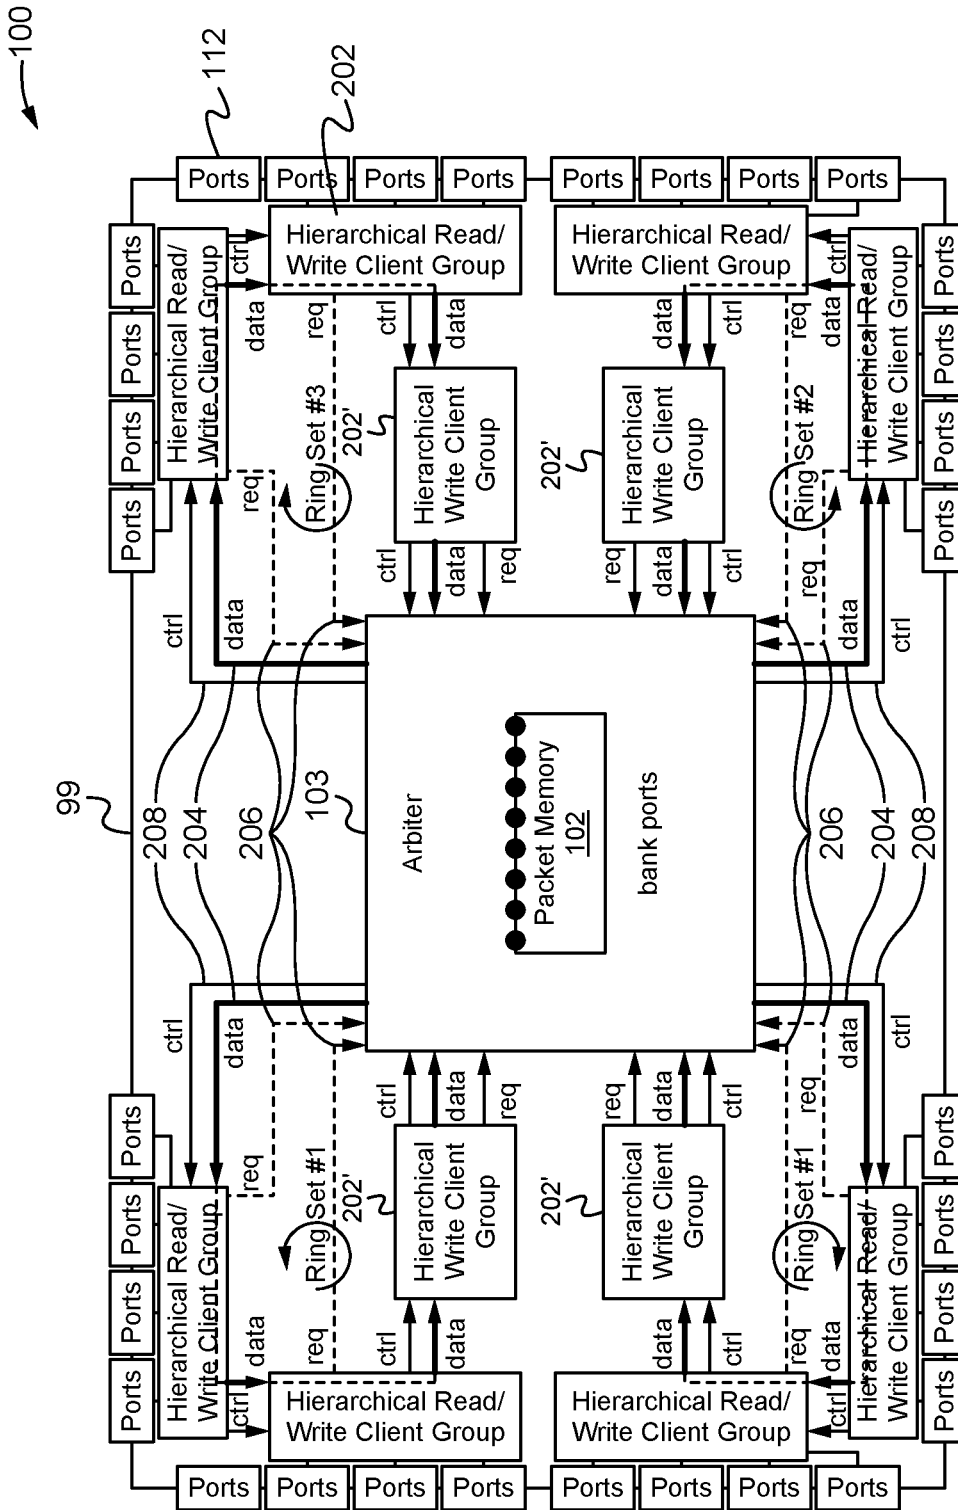 100
112
202
Ports
Ports
Ports
Ports
Ports
Ports
Ports
Ports
Ports
Ports
Ports
Ports
Hierarchical Read/
Write Client Group
ctrl
data
Hierarchical Read/
Write Client Group
req
ctrl
data
req
Ring Set #3
202'
Hierarchical
Write Client
Group
ctrl
data
req
ctrl
data
Ports
Ports
Ports
Ports
Hierarchical Read/
Write Client Group
ctrl
data
Hierarchical Read/
Write Client Group
data
ctrl
req
req
Ring Set #2
202'
Hierarchical
Write Client
Group
req
data
ctrl
data
ctrl
99
208
204
206
103
Arbiter
Packet Memory
102
bank ports
206
204
208
ctrl
data
req
Ring Set #1
202'
Hierarchical
Write Client
Group
ctrl
data
req
Ports
Ports
Ports
Ports
Hierarchical Read/
Write Client Group
ctrl
data
req
ctrl
data
Hierarchical Read/
Write Client Group
req
data
ctrl
202'
Hierarchical
Write Client
Group
Ring Set #1
req
data
ctrl
data
ctrl
req
data
ctrl
Hierarchical Read/
Write Client Group
Hierarchical Read/
Write Client Group
Ports
Ports
Ports
Ports
Ports
Ports
Ports
Ports
Ports
Ports
Ports
Ports